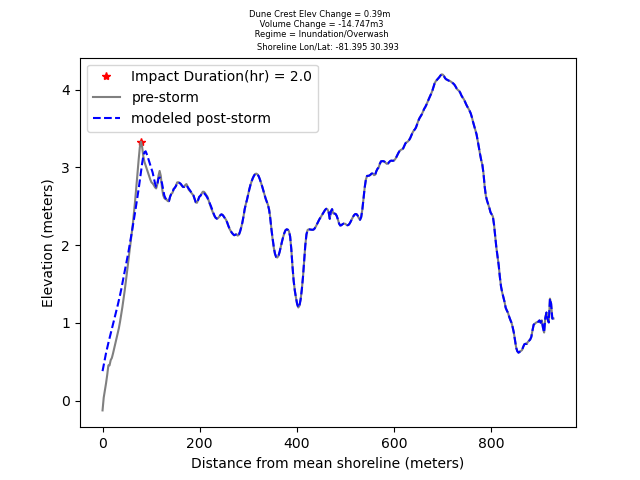 Dune Crest Elev Change = 0.39m
Volume Change = -14.747m3
Regime = Inundation/Overwash
Shoreline Lon/Lat: -81.395 30.393
Impact Duration(hr) = 2.0
pre-storm
modeled post-storm
Elevation (meters)
4
3
2
1
0
0 200 400 600 800
Distance from mean shoreline (meters)